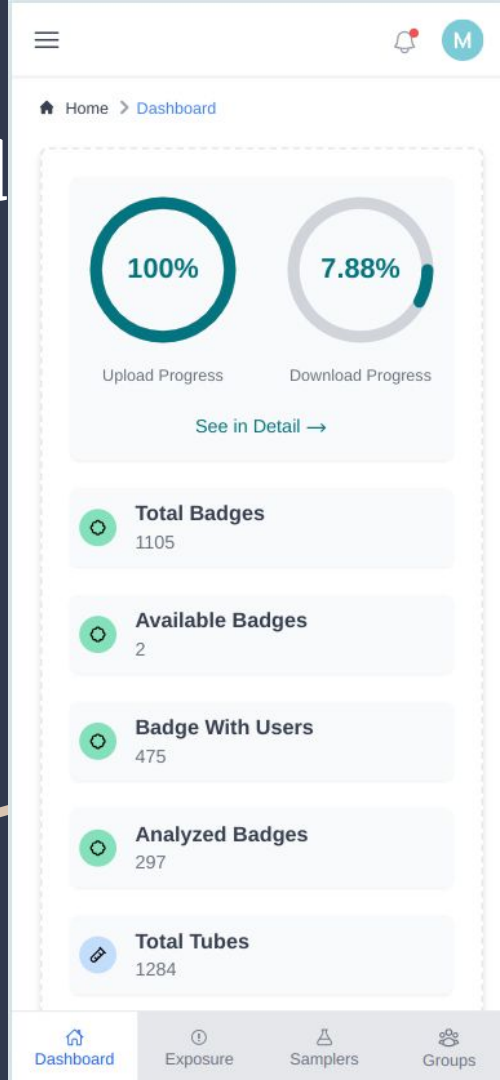 M
Home Dashboard
100% 7.88%
Upload Progress Download Progress
See in Detail →
Total Badges
1105
Available Badges
2
Badge With Users
475
Analyzed Badges
297
Total Tubes
1284
Dashboard Exposure Samplers Groups